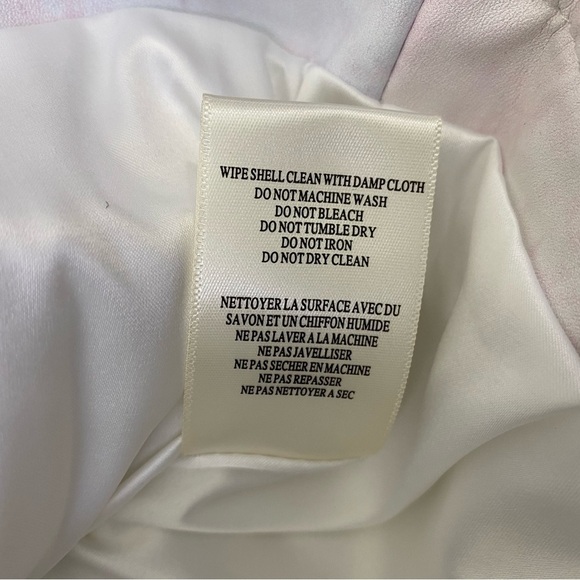 WIPE SHELL CLEAN WITH DAMP CLOTH
DO NOT MACHINE WASH
DO NOT BLEACH
DO NOT TUMBLE DRY
DO NOT IRON
DO NOT DRY CLEAN
NETTOYER LA SURFACE AVEC DU
SAVON ET UN CHIFFON HUMIDE
NE PAS LAVER A LA MACHINE
NE PAS JAVELLISER
NE PAS SECHER EN MACHINE
NE PAS REPASSER
NE PAS NETTOYER A SEC